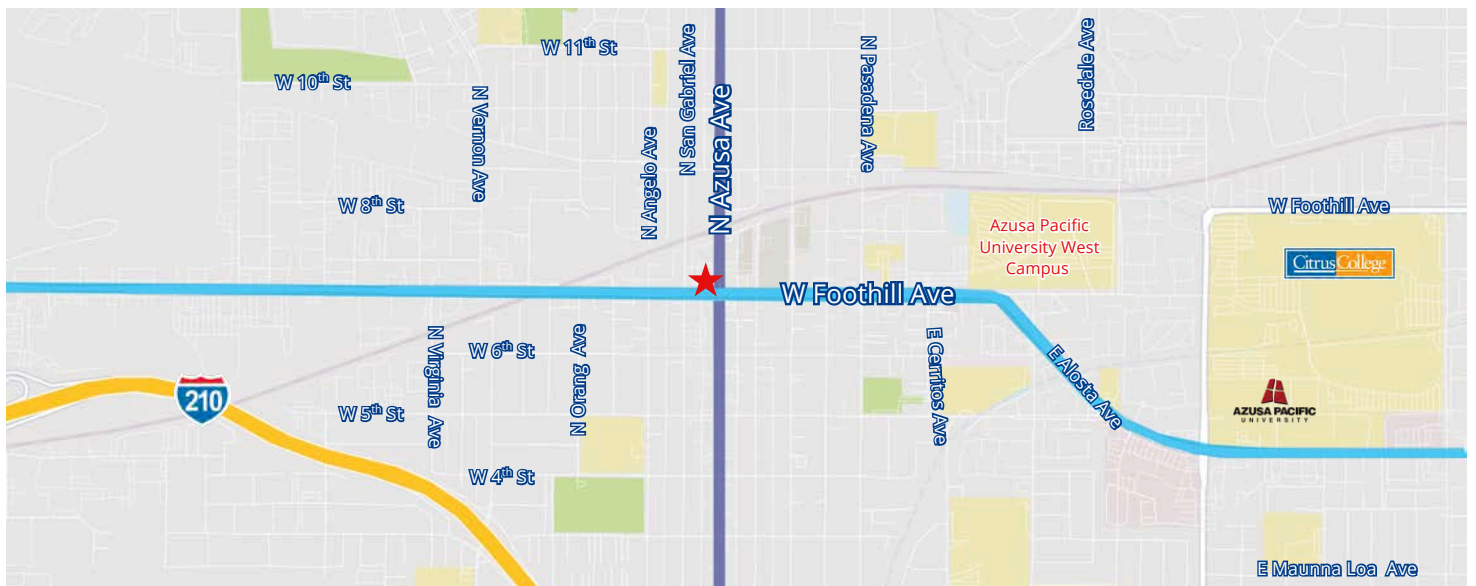 W 11th St
W 10th St
N Vernon Ave
N San Gabriel Ave
N Azusa Ave
N Pasadena Ave
Rosedale Ave
N Angelo Ave
W 8th St
W Foothill Ave
Azusa Pacific
University West
Campus
CitrusCollege
W Foothill Ave
N Virginia Ave
W 6th St
N Orang Ave
E Cerritos Ave
E Alosta Ave
210
W 5th St
AZUSA PACIFIC
UNIVERSITY
W 4th St
E Maunna Loa Ave